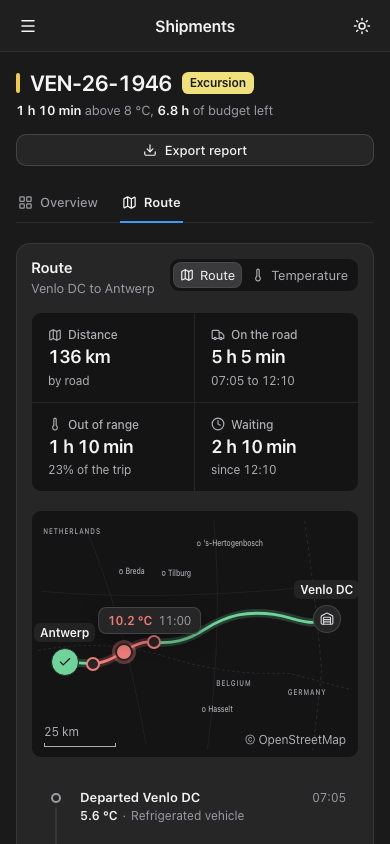 Shipments
VEN-26-1946 Excursion
1 h 10 min above 8 °C, 6.8 h of budget left
Export report
Overview Route
Route
Venlo DC to Antwerp
Route Temperature
Distance
136 km
by road
On the road
5 h 5 min
07:05 to 12:10
Out of range
1 h 10 min
23% of the trip
Waiting
2 h 10 min
since 12:10
NETHERLANDS
's-Hertogenbosch
Breda
Tilburg
Venlo DC
10.2 °C 11:00
Antwerp
BELGIUM
GERMANY
Hasselt
25 km
© OpenStreetMap
Departed Venlo DC 07:05
5.6 °C · Refrigerated vehicle